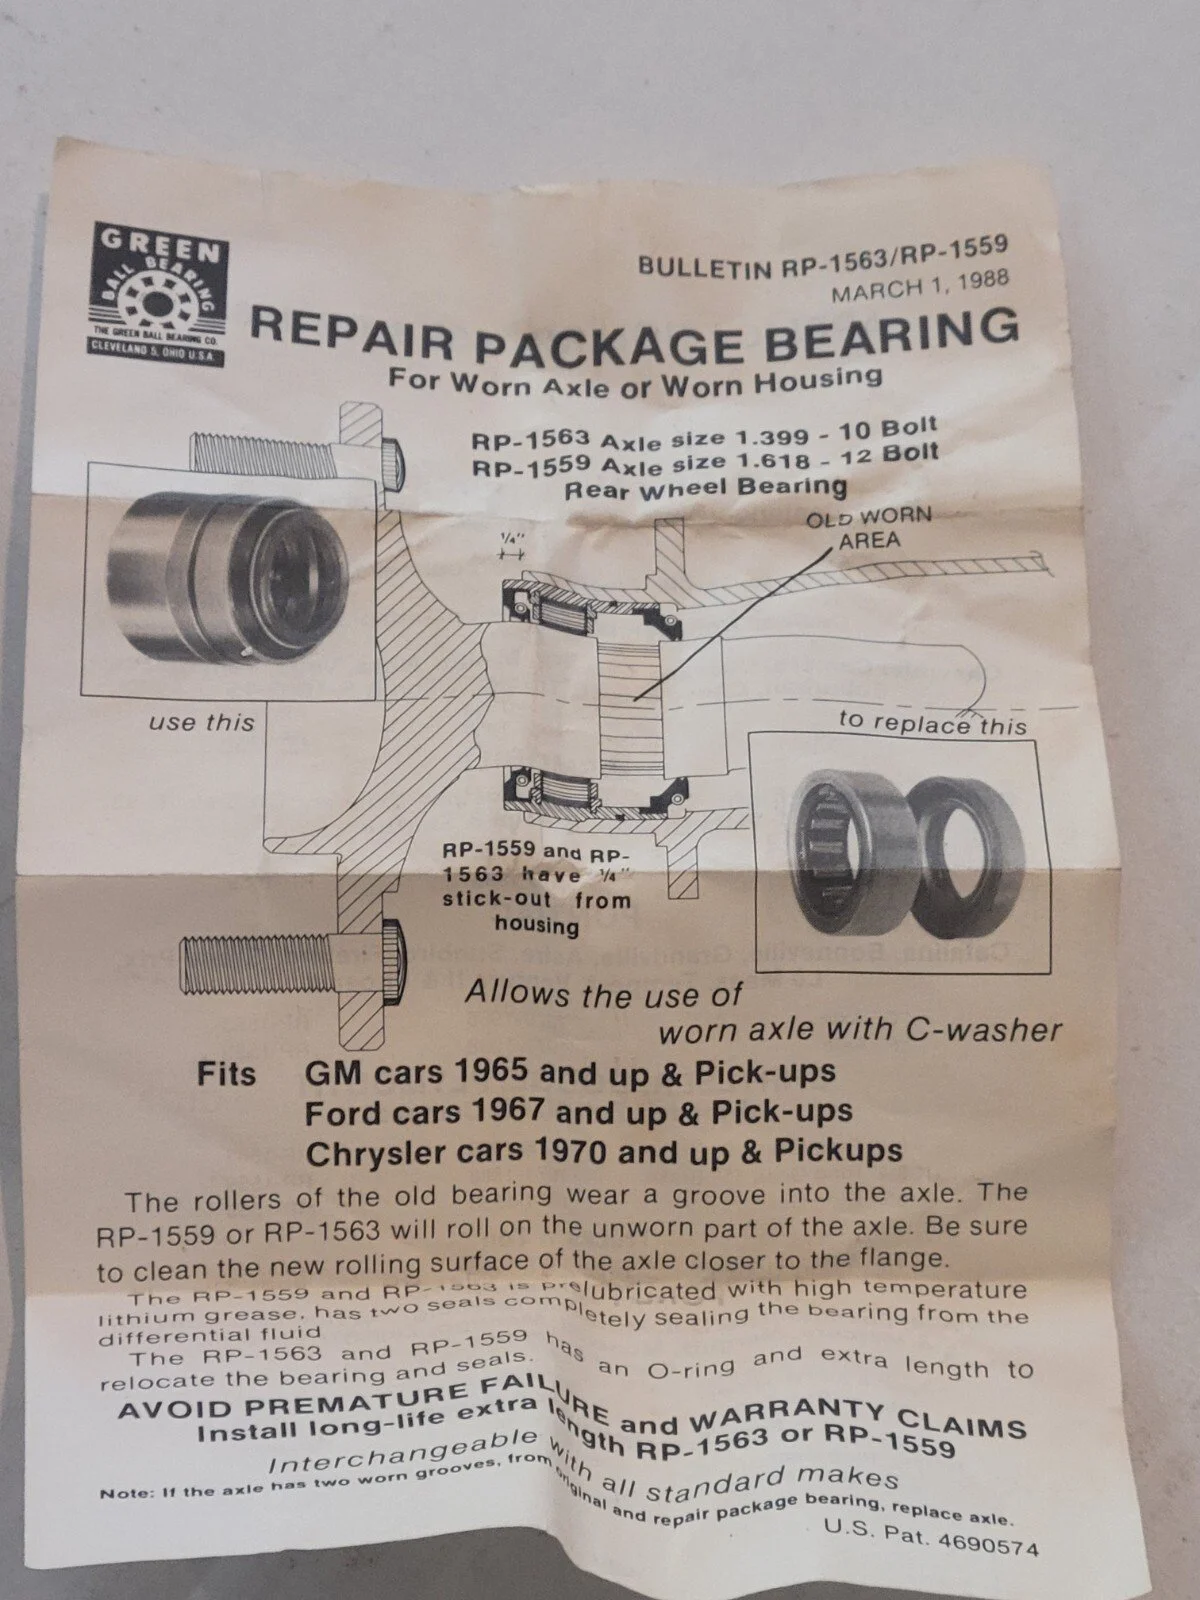 GREEN
BALL BEARING
THE GREEN BALL BEARING CO.
CLEVELAND 5, OHIO U.S.A.
BULLETIN RP-1563/RP-1559
MARCH 1, 1988
REPAIR PACKAGE BEARING
For Worn Axle or Worn Housing
RP-1563 Axle size 1.399 - 10 Bolt
RP-1559 Axle size 1.618 - 12 Bolt
Rear Wheel Bearing
OLD WORN
AREA
¼"
use this
to replace this
RP-1559 and RP-
1563 have ¼"
stick-out from
housing
Allows the use of
worn axle with C-washer
Fits GM cars 1965 and up & Pick-ups
Ford cars 1967 and up & Pick-ups
Chrysler cars 1970 and up & Pickups
The rollers of the old bearing wear a groove into the axle. The
RP-1559 or RP-1563 will roll on the unworn part of the axle. Be sure
to clean the new rolling surface of the axle closer to the flange.
The RP-1559 and RP-1563 is prelubricated with high temperature
lithium grease, has two seals completely sealing the bearing from the
differential fluid
The RP-1563 and RP-1559 has an O-ring and extra length to
relocate the bearing and seals.
AVOID PREMATURE FAILURE and WARRANTY CLAIMS
Install long-life extra length RP-1563 or RP-1559
Interchangeable with all standard makes
Note: If the axle has two worn grooves, from original and repair package bearing, replace axle.
U.S. Pat. 4690574